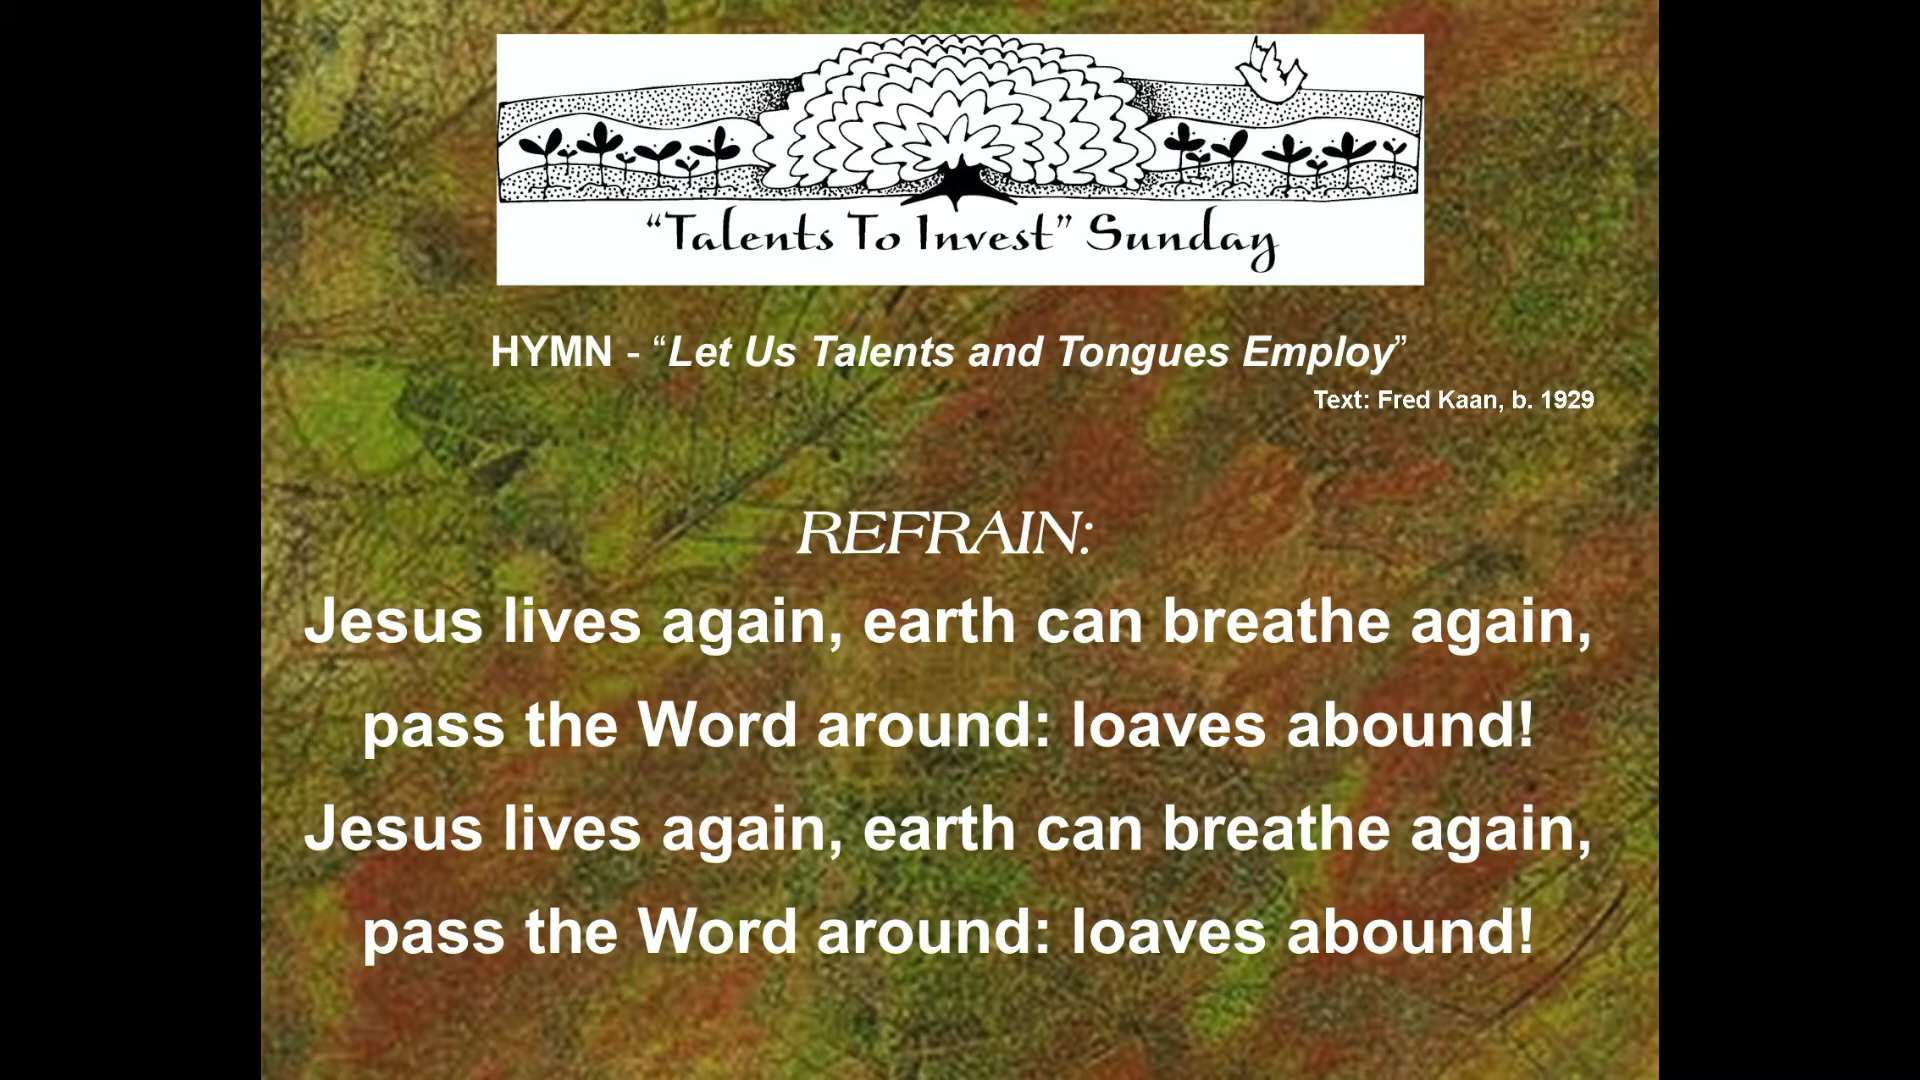 “Talents To Invest” Sunday
HYMN - “Let Us Talents and Tongues Employ”
Text: Fred Kaan, b. 1929
REFRAIN:
Jesus lives again, earth can breathe again,
pass the Word around: loaves abound!
Jesus lives again, earth can breathe again,
pass the Word around: loaves abound!